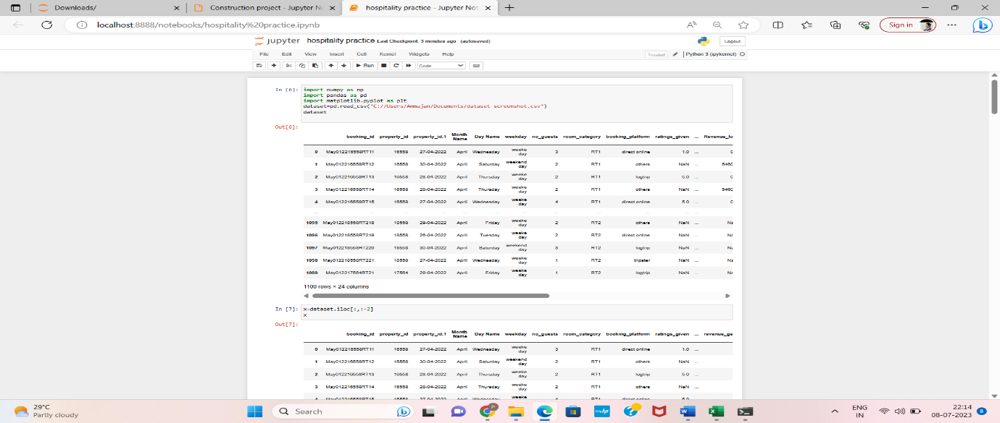 Downloads/
Construction project - Jupyter N
hospitality practice - Jupyter Not
localhost:8888/notebooks/hospitality%20practice.ipynb
Sign in
jupyter hospitality practice Last Checkpoint: 3 minutes ago (autosaved)
Logout
File Edit View Insert Cell Kernel Widgets Help
Trusted Python 3 (ipykernel)
Run Code
In [6]: import numpy as np
import pandas as pd
import matplotlib.pyplot as plt
dataset=pd.read_csv("C://Users/Ammajan/Documents/dataset screenshot.csv")
dataset
Out[6]:
booking_id property_id property_id.1 Month Name Day Name weekday no_guests room_category booking_platform ratings_given ... Revenue_lo
0 May012216558RT11 16558 27-04-2022 April Wednesday weeke day 3 RT1 direct online 1.0 ... 0
1 May012216558RT12 16558 30-04-2022 April Saturday weekend day 2 RT1 others NaN ... 5460
2 May012216558RT13 16558 28-04-2022 April Thursday weeke day 2 RT1 logtrip 5.0 ... 0
3 May012216558RT14 16558 28-04-2022 April Thursday weeke day 2 RT1 others NaN ... 5460
4 May012216558RT15 16558 27-04-2022 April Wednesday weeke day 4 RT1 direct online 5.0 ... 0
... ... ... ... ... ... ... ... ... ... ...
1095 May012218558RT218 18558 29-04-2022 April Friday weeke day 2 RT2 others NaN ... Na
1096 May012218558RT219 18558 26-04-2022 April Tuesday weeke day 2 RT2 direct online NaN ... Na
1097 May012218558RT220 18558 30-04-2022 April Saturday weekend day 3 RT2 logtrip NaN ... Na
1098 May012218558RT221 18558 27-04-2022 April Wednesday weeke day 1 RT2 tripster NaN ... Na
1099 May012217564RT21 17564 29-04-2022 April Friday weeke day 1 RT2 logtrip NaN ... Na
1100 rows × 24 columns
In [7]: x=dataset.iloc[:,:-2]
x
Out[7]:
booking_id property_id property_id.1 Month Name Day Name weekday no_guests room_category booking_platform ratings_given ... revenue_ge
0 May012216558RT11 16558 27-04-2022 April Wednesday weeke day 3 RT1 direct online 1.0 ...
1 May012216558RT12 16558 30-04-2022 April Saturday weekend day 2 RT1 others NaN ...
2 May012216558RT13 16558 28-04-2022 April Thursday weeke day 2 RT1 logtrip 5.0 ...
3 May012216558RT14 16558 28-04-2022 April Thursday weeke day 2 RT1 others NaN ...
4 May012216558RT15 16558 27-04-2022 April Wednesday weeke 4 RT1 direct online 5.0
29°C
Partly cloudy
Search
ENG
IN
22:14
08-07-2023
8